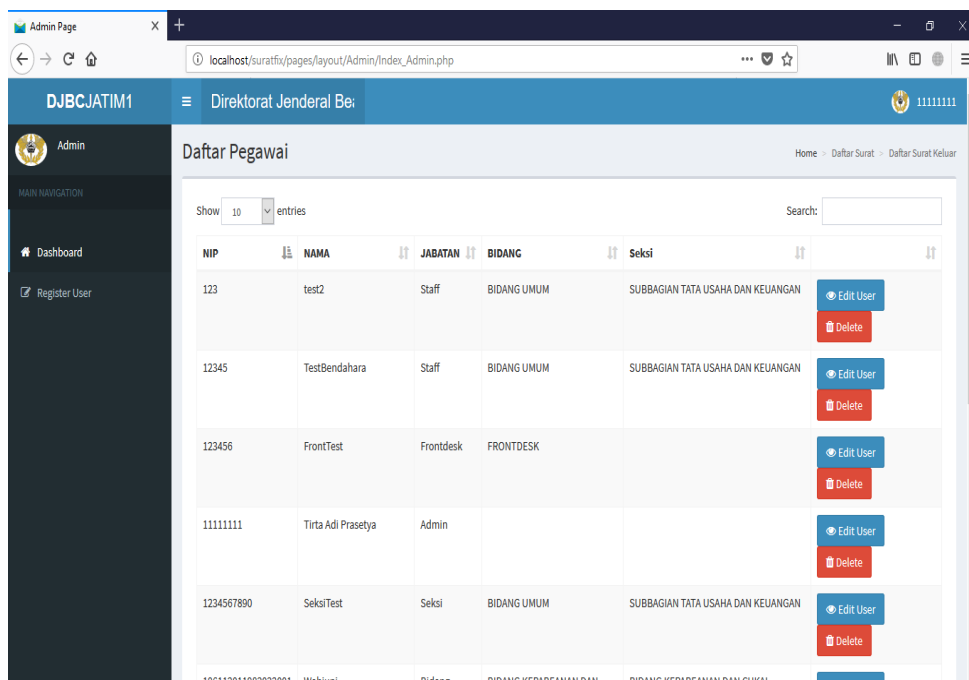 Admin Page
localhost/suratfix/pages/layout/Admin/Index_Admin.php
DJBCJATIM1
Direktorat Jenderal Bea
11111111
Admin
Daftar Pegawai
Home > Daftar Surat > Daftar Surat Keluar
MAIN NAVIGATION
Show 10 entries
Search:
Dashboard
Register User
NIP NAMA JABATAN BIDANG Seksi
123 test2 Staff BIDANG UMUM SUBBAGIAN TATA USAHA DAN KEUANGAN Edit User
Delete
12345 TestBendahara Staff BIDANG UMUM SUBBAGIAN TATA USAHA DAN KEUANGAN Edit User
Delete
123456 FrontTest Frontdesk FRONTDESK Edit User
Delete
11111111 Tirta Adi Prasetya Admin Edit User
Delete
1234567890 SeksiTest Seksi BIDANG UMUM SUBBAGIAN TATA USAHA DAN KEUANGAN Edit User
Delete